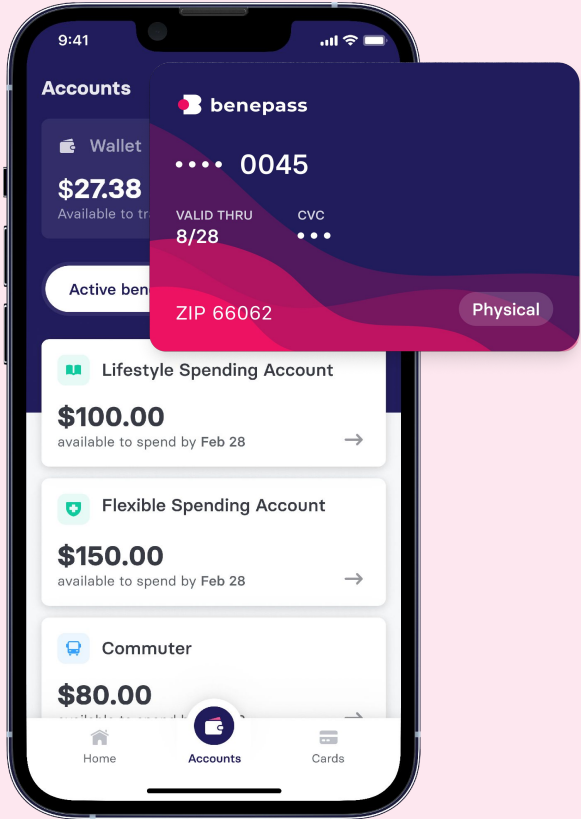 9:41
Accounts
Wallet
$27.38
Available to
Active
benepass
•••• 0045
VALID THRU CVC
8/28 •••
ZIP 66062
Physical
Lifestyle Spending Account
$100.00
available to spend by Feb 28
Flexible Spending Account
$150.00
available to spend by Feb 28
Commuter
$80.00
Home
Accounts
Cards